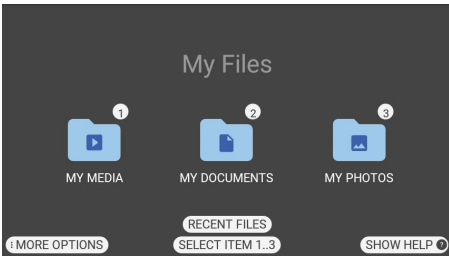 My Files
1
2
3
MY MEDIA
MY DOCUMENTS
MY PHOTOS
RECENT FILES
MORE OPTIONS
SELECT ITEM 1..3
SHOW HELP ?